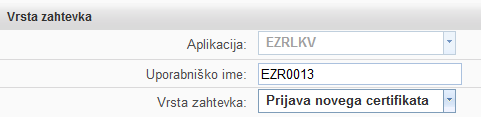 Vrsta zahtevka
Aplikacija: EZRLKV
Uporabniško ime: EZR0013
Vrsta zahtevka: Prijava novega certifikata